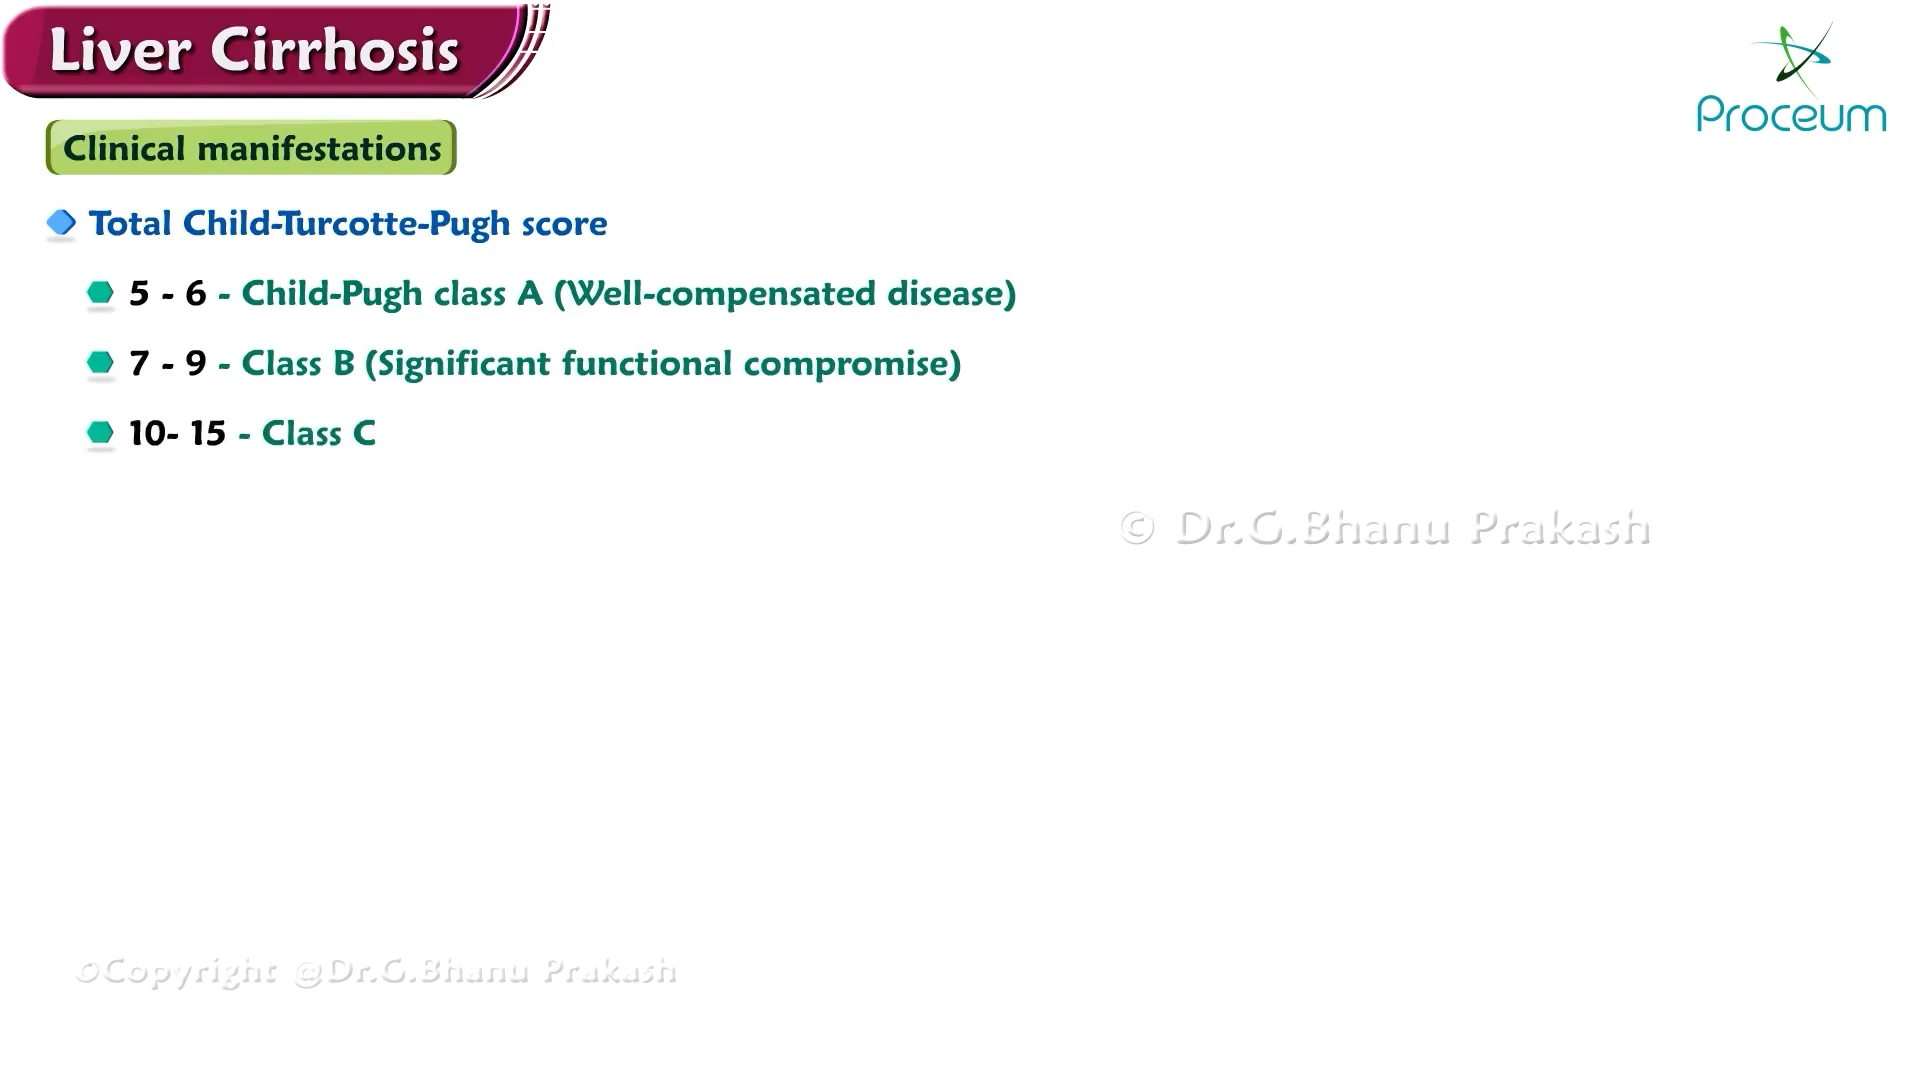 Liver Cirrhosis
Proceum
Clinical manifestations
Total Child-Turcotte-Pugh score
5 - 6 - Child-Pugh class A (Well-compensated disease)
7 - 9 - Class B (Significant functional compromise)
10- 15 - Class C
© Dr.G.Bhanu Prakash
©Copyright @Dr.G.Bhanu Prakash